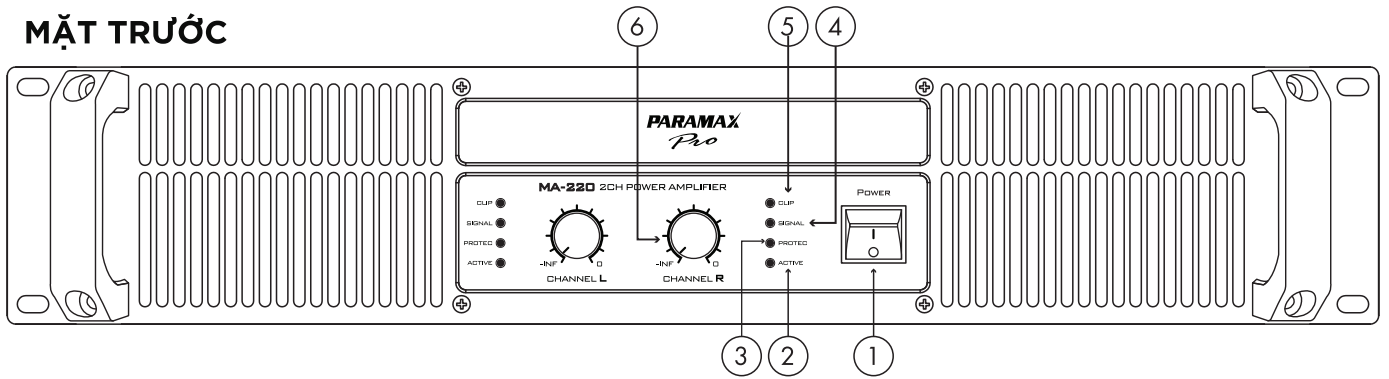 MẶT TRƯỚC
6
5
4
PARAMAX
Pro
MA-220 2CH POWER AMPLIFIER
POWER
CLIP
SIGNAL
PROTEC
ACTIVE
-INF 0
CHANNEL L
-INF 0
CHANNEL R
CLIP
SIGNAL
PROTEC
ACTIVE
3
2
1